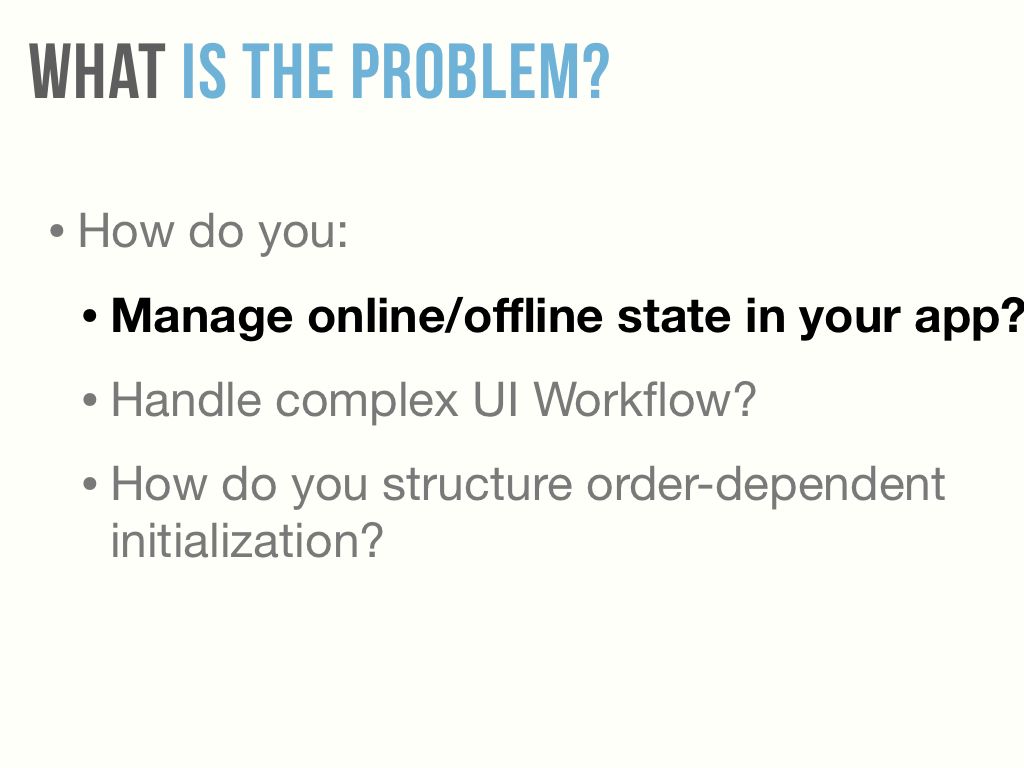 WHAT IS THE PROBLEM?
• How do you:
• Manage online/offline state in your app?
• Handle complex UI Workflow?
• How do you structure order-dependent
initialization?